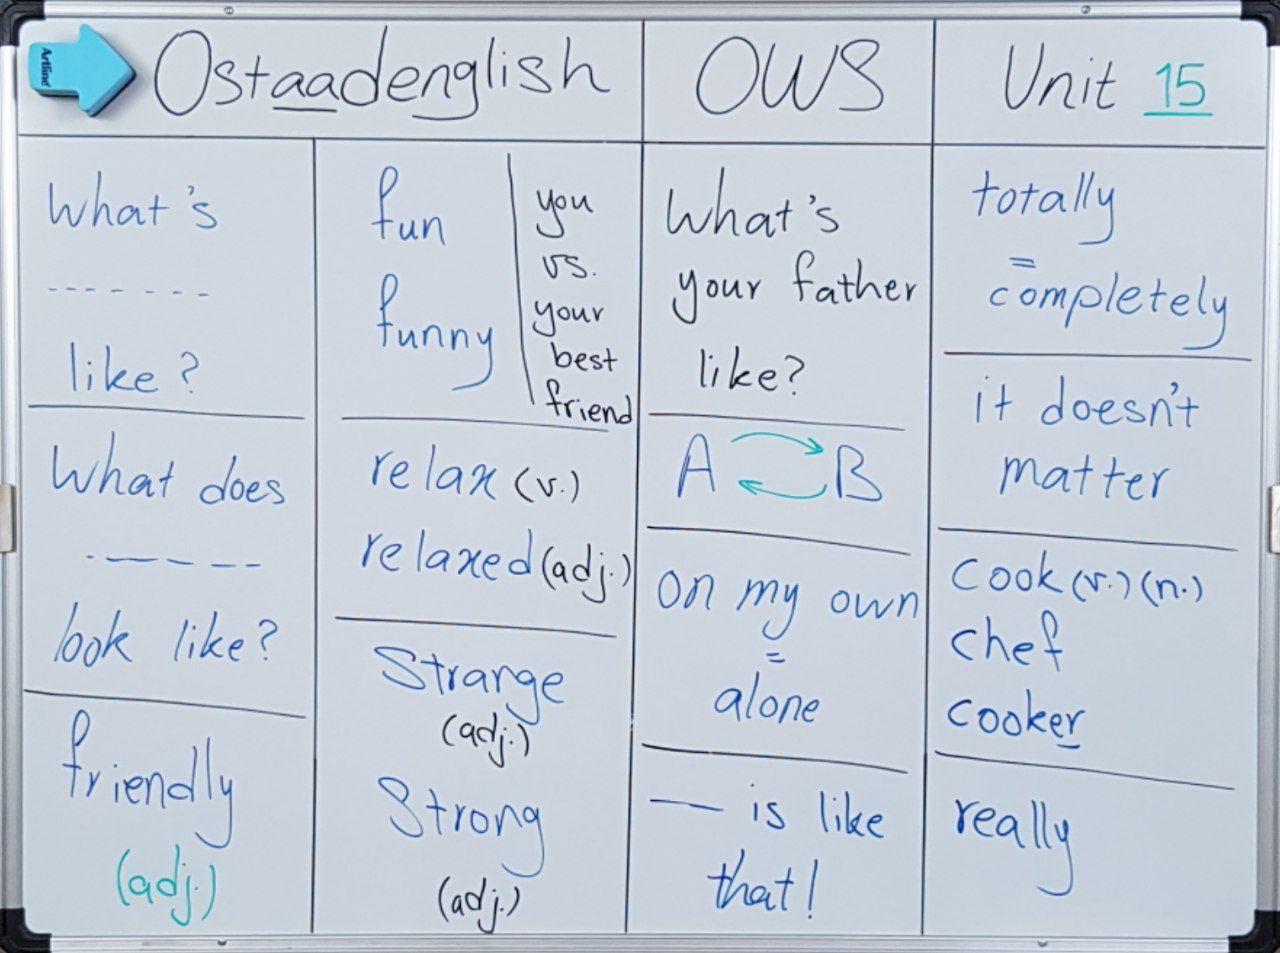 Artline
Ostaadenglish
OWS
Unit 15
What's
-------
like?
What does
-----
look like?
friendly
(adj.)
fun
funny
you
vs.
your
best
friend
relax (v.)
relaxed (adj.)
Strange
(adj.)
Strong
(adj.)
What's
your father
like?
A B
on my own
=
alone
— is like
that!
totally
=
completely
it doesn't
matter
cook (v.) (n.)
chef
cooker
really